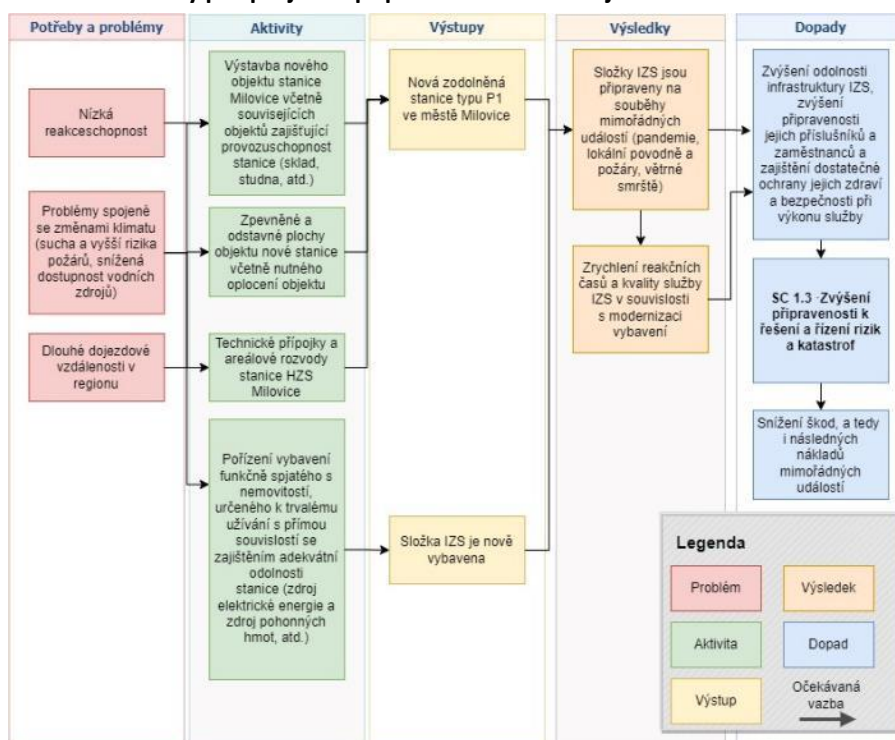 Potřeby a problémy
Nízká
reakceschopnost
Problémy spojené
se změnami klimatu
(sucha a vyšší rizika
požárů, snížená
dostupnost vodních
zdrojů)
Dlouhé dojezdové
vzdálenosti v
regionu
Aktivity
Výstavba nového
objektu stanice
Milovice včetně
souvisejících
objektů zajišťující
provozuschopnost
stanice (sklad,
studna, atd.)
Zpevněné a
odstavné plochy
objektu nové stanice
včetně nutného
oplocení objektu
Technické přípojky a
areálové rozvody
stanice HZS
Milovice
Pořízení vybavení
funkčně spjatého s
nemovitostí,
určeného k trvalému
užívání s přímou
souvislostí se
zajištěním adekvátní
odolnosti
stanice (zdroj
elektrické energie a
zdroj pohonných
hmot, atd.)
Výstupy
Nová zodolněná
stanice typu P1
ve městě Milovice
Složka IZS je nově
vybavena
Výsledky
Složky IZS jsou
připraveny na
souběhy
mimořádných
událostí (pandemie,
lokální povodně a
požáry, větrné
smrště)
Zrychlení reakčních
časů a kvality služby
IZS v souvislosti
s modernizací
vybavení
Dopady
Zvýšení odolnosti
infrastruktury IZS,
zvýšení
připravenosti
jejich příslušníků a
zaměstnanců a
zajištění dostatečné
ochrany jejich zdraví
a bezpečnosti při
výkonu služby
SC 1.3 -Zvýšení
připravenosti k
řešení a řízení rizik
a katastrof
Snížení škod, a tedy
i následných
nákladů
mimořádných
událostí
Legenda
Problém
Výsledek
Aktivita
Dopad
Výstup
Očekávaná
vazba